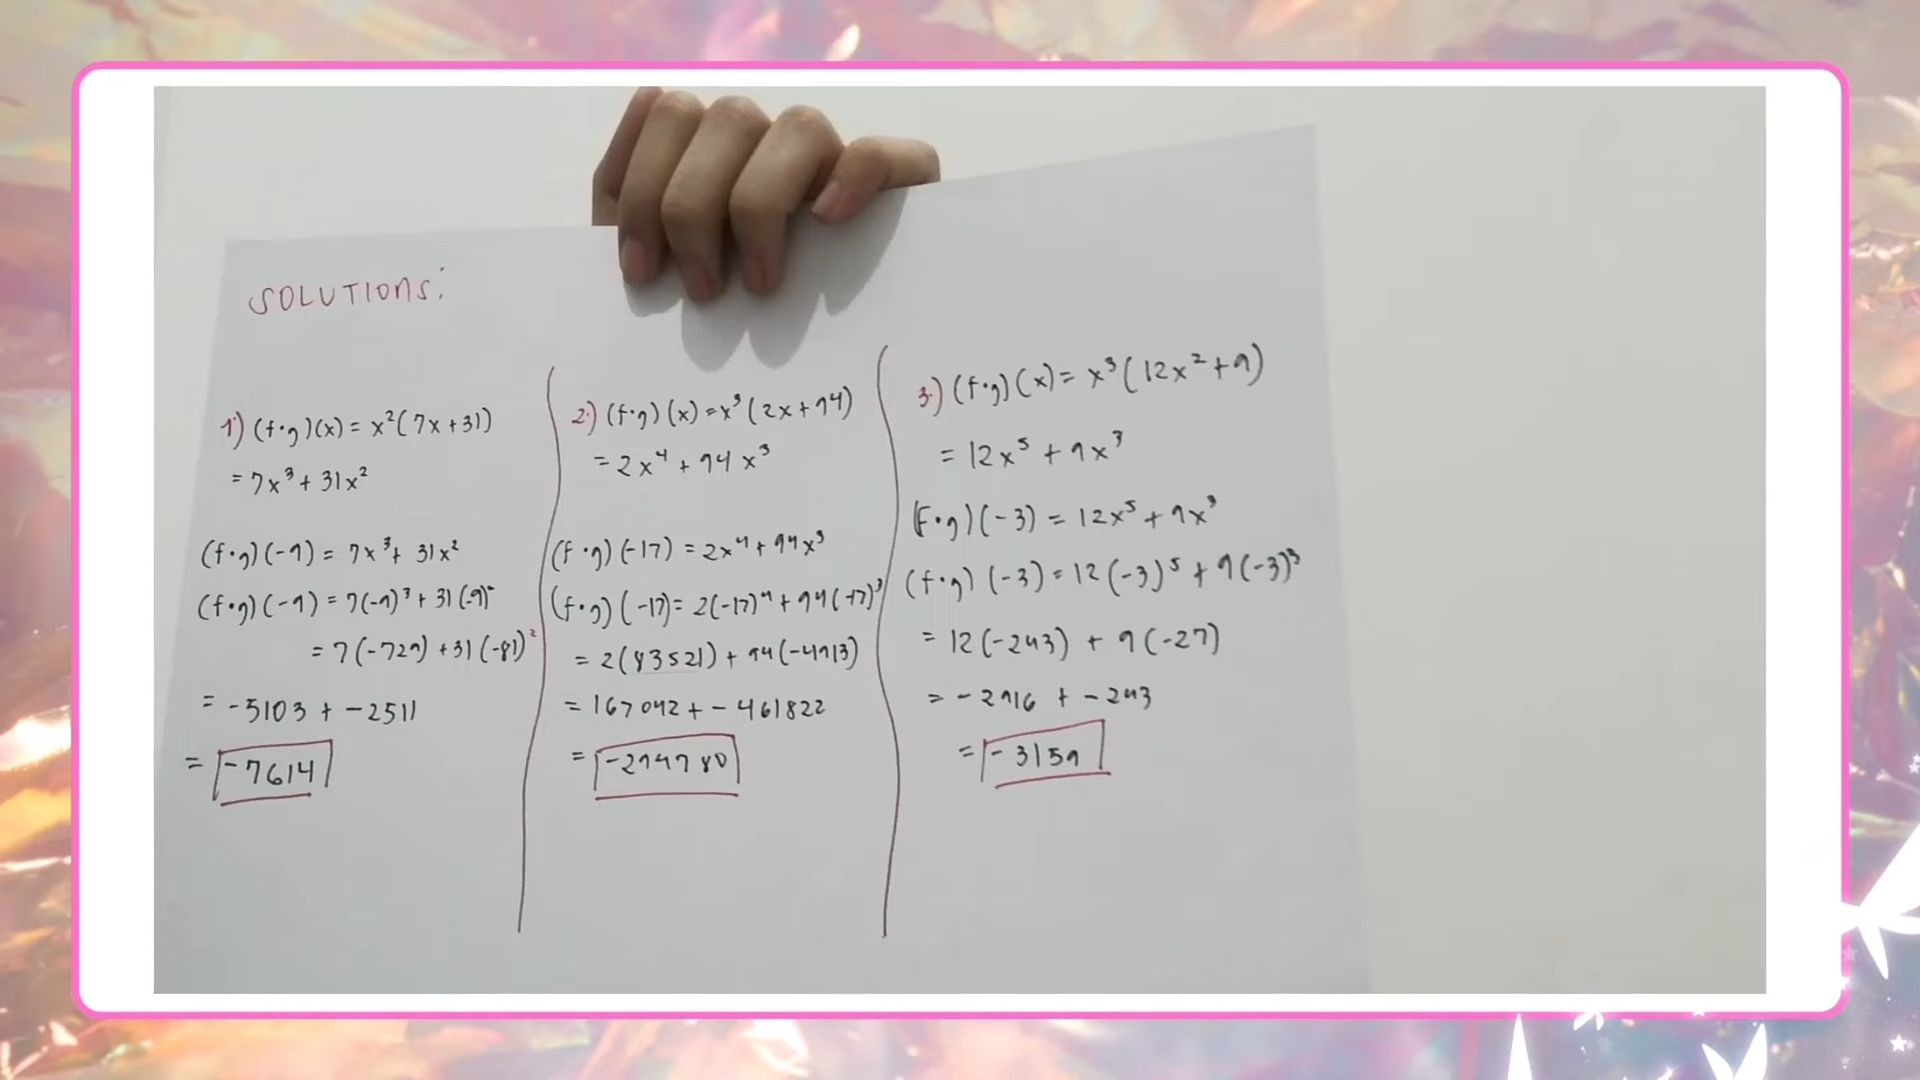 SOLUTIONS:
1.) (f•g)(x) = x²(7x+31)
= 7x³ + 31x²
(f•g)(-9) = 7x³ + 31x²
(f•g)(-9) = 7(-9)³ + 31(-9)²
= 7(-729) + 31(-81)²
= -5103 + -2511
= -7614
2.) (f•g)(x) = x³(2x+94)
= 2x⁴ + 94x³
(f•g)(-17) = 2x⁴ + 94x³
(f•g)(-17) = 2(-17)⁴ + 94(-17)³
= 2(83521) + 94(-4913)
= 167042 + -461822
= -294780
3.) (f•g)(x) = x³(12x²+9)
= 12x⁵ + 9x³
(f•g)(-3) = 12x⁵ + 9x³
(f•g)(-3) = 12(-3)⁵ + 9(-3)³
= 12(-243) + 9(-27)
= -2916 + -243
= -3159